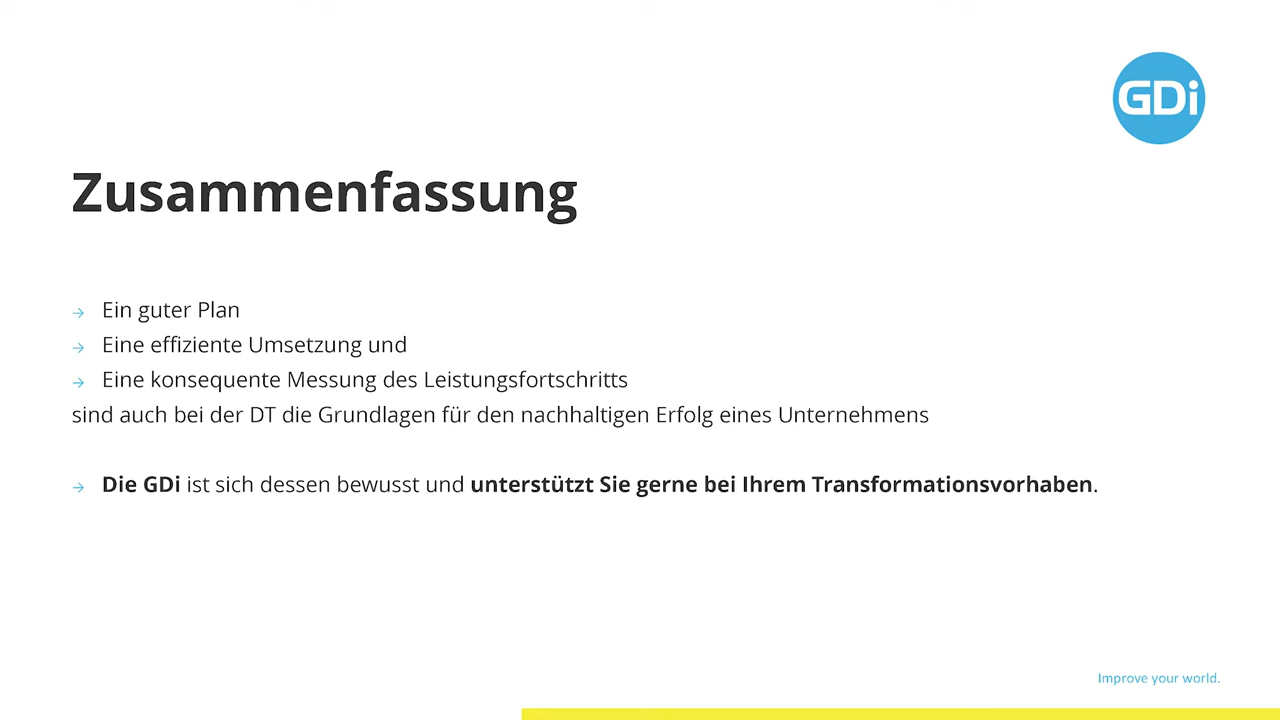 GDi
Zusammenfassung
→ Ein guter Plan
→ Eine effiziente Umsetzung und
→ Eine konsequente Messung des Leistungsfortschritts
sind auch bei der DT die Grundlagen für den nachhaltigen Erfolg eines Unternehmens
→ Die GDi ist sich dessen bewusst und unterstützt Sie gerne bei Ihrem Transformationsvorhaben.
Improve your world.